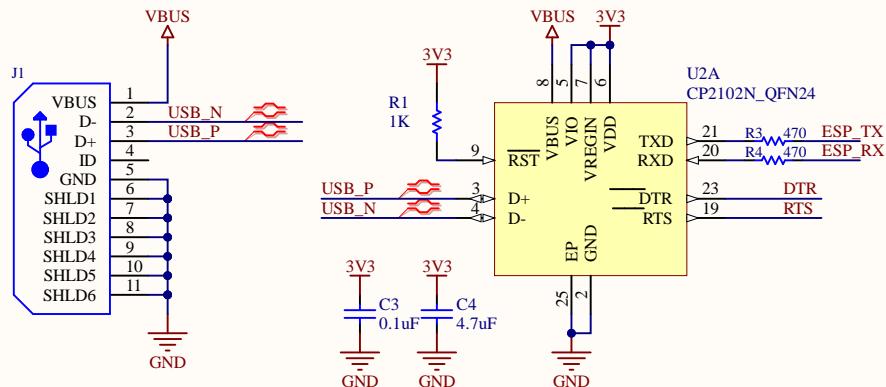 VBUS
J1
VBUS 1
D- 2 USB_N
D+ 3 USB_P
ID 4
GND 5
SHLD1 6
SHLD2 7
SHLD3 8
SHLD4 9
SHLD5 10
SHLD6 11
GND
3V3
R1
1K
VBUS
3V3
U2A
CP2102N_QFN24
8 5 7 6
VBUS VIO VREGIN VDD
9 RST
USB_P 3 D+
USB_N 4 D-
TXD 21 R3 470 ESP_TX
RXD 20 R4 470 ESP_RX
DTR 23 DTR
RTS 19 RTS
EP GND
25 2
GND
3V3
C3
0.1uF
GND
3V3
C4
4.7uF
GND